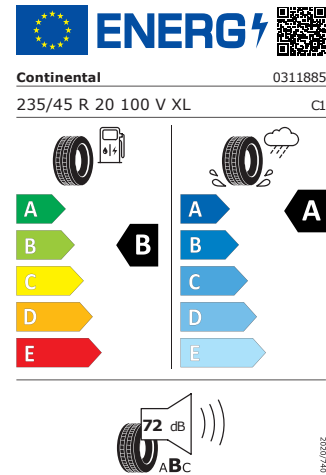 ENERG
Continental 0311885
235/45 R 20 100 V XL C1
A A A
B B B
C C
D D
E E
72 dB
ABC
2020/740